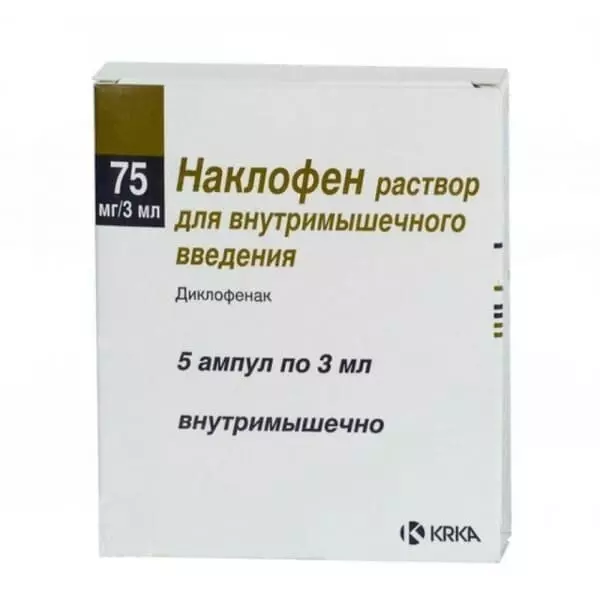 75
мг/3 мл
Наклофен раствор
для внутримышечного
введения
Диклофенак
5 ампул по 3 мл
внутримышечно
KRKA